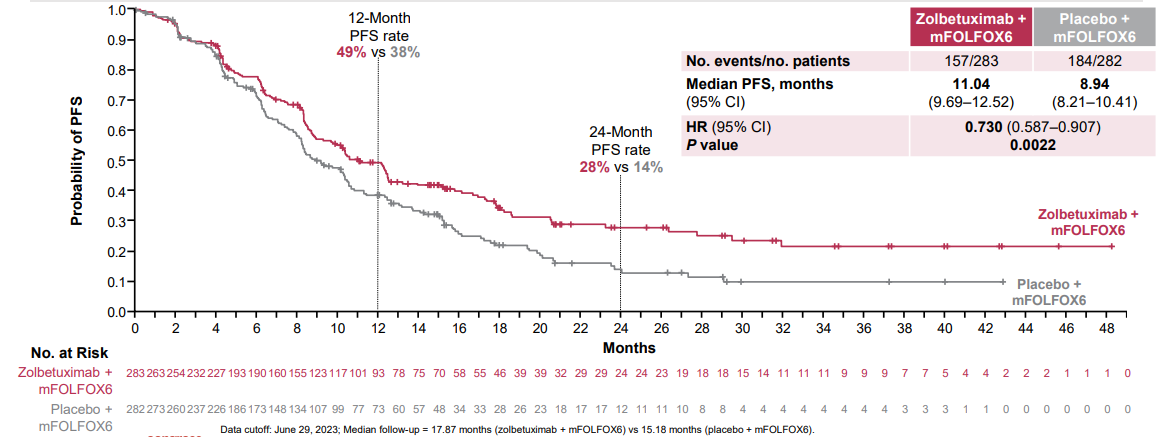 Zolbetuximab + mFOLFOX6
Placebo + mFOLFOX6
No. events/no. patients 157/283 184/282
Median PFS, months 11.04 8.94
(95% CI) (9.69–12.52) (8.21–10.41)
HR (95% CI) 0.730 (0.587–0.907)
P value 0.0022
12-Month
PFS rate
49% vs 38%
24-Month
PFS rate
28% vs 14%
Probability of PFS
1.0
0.9
0.8
0.7
0.6
0.5
0.4
0.3
0.2
0.1
0.0
Zolbetuximab +
mFOLFOX6
Placebo +
mFOLFOX6
0 2 4 6 8 10 12 14 16 18 20 22 24 26 28 30 32 34 36 38 40 42 44 46 48
Months
No. at Risk
Zolbetuximab + 283 263 254 232 227 193 190 160 155 123 117 101 93 78 75 70 58 55 46 39 39 32 29 29 24 24 23 19 18 18 15 14 11 11 11 9 9 9 7 7 5 4 4 2 2 2 1 1 1 0
mFOLFOX6
Placebo + 282 273 260 237 226 186 173 148 134 107 99 77 73 60 57 48 34 33 28 26 23 18 17 17 12 11 11 10 8 8 4 4 4 4 4 4 4 4 3 3 3 1 1 0 0 0 0 0 0 0
mFOLFOX6
Data cutoff: June 29, 2023; Median follow-up = 17.87 months (zolbetuximab + mFOLFOX6) vs 15.18 months (placebo + mFOLFOX6).